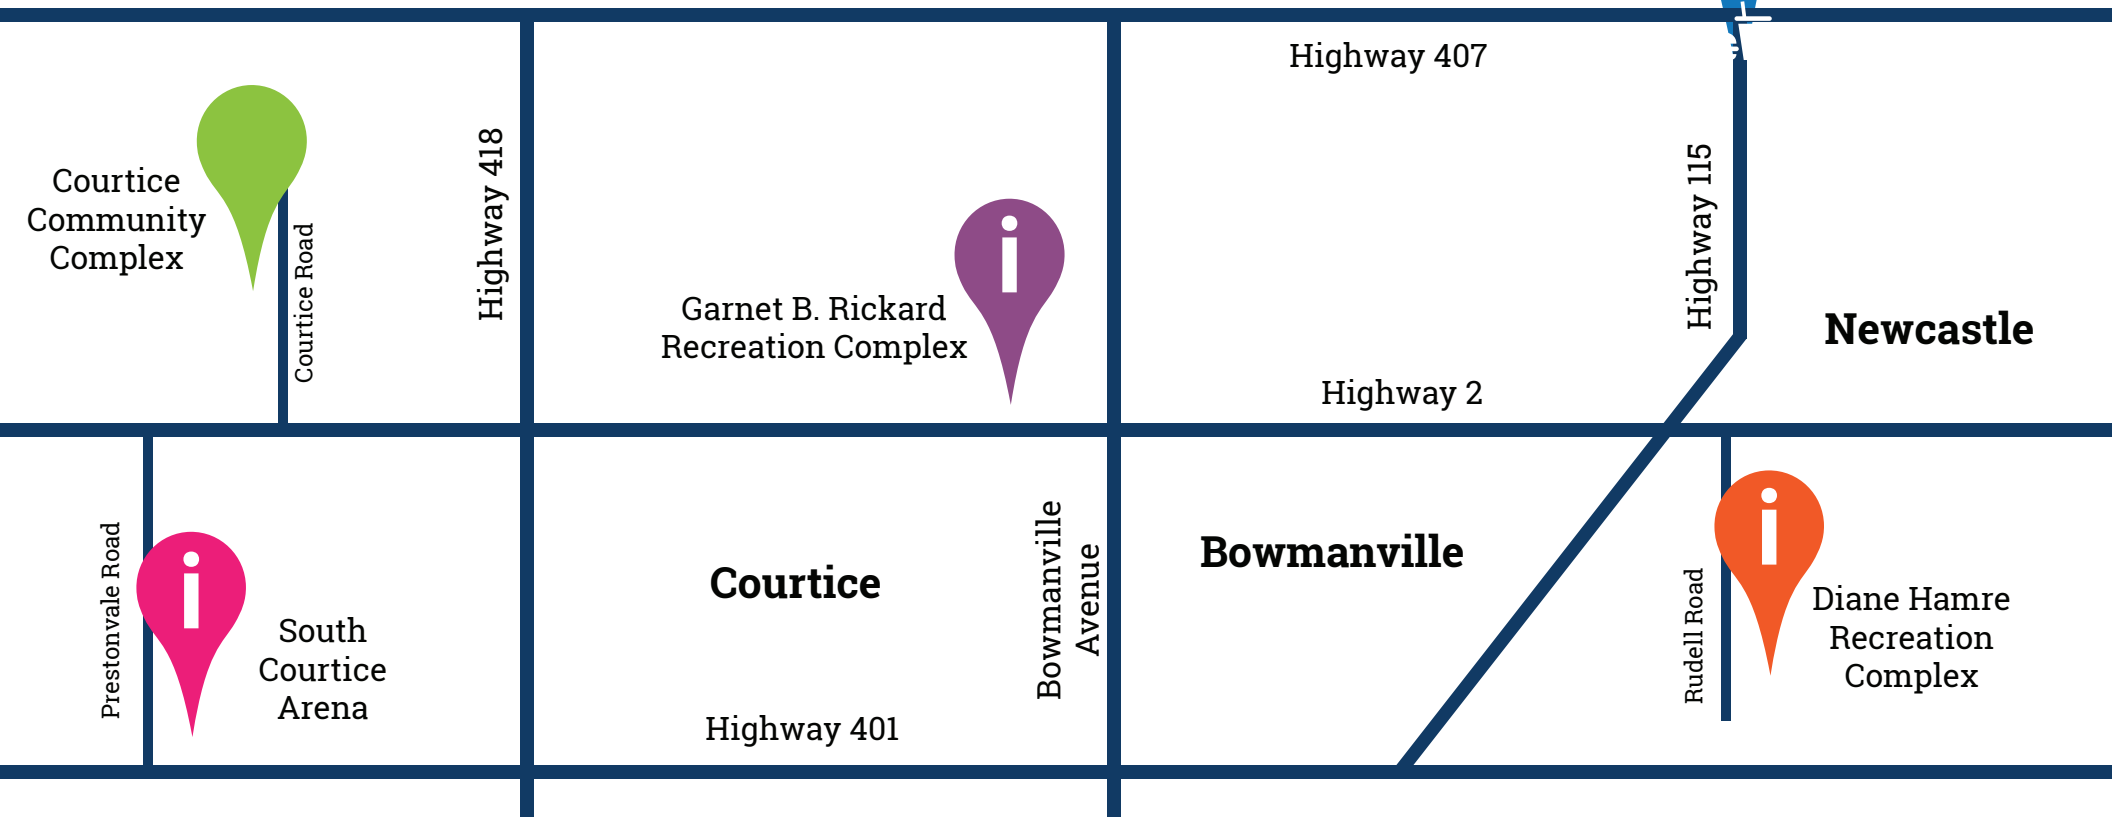 Highway 407
Courtice
Community
Complex
Courtice Road
Highway 418
Garnet B. Rickard
Recreation Complex
i
Highway 115
Newcastle
Highway 2
Prestonvale Road
i
South
Courtice
Arena
Courtice
Highway 401
Bowmanville
Avenue
Bowmanville
Rudell Road
i
Diane Hamre
Recreation
Complex